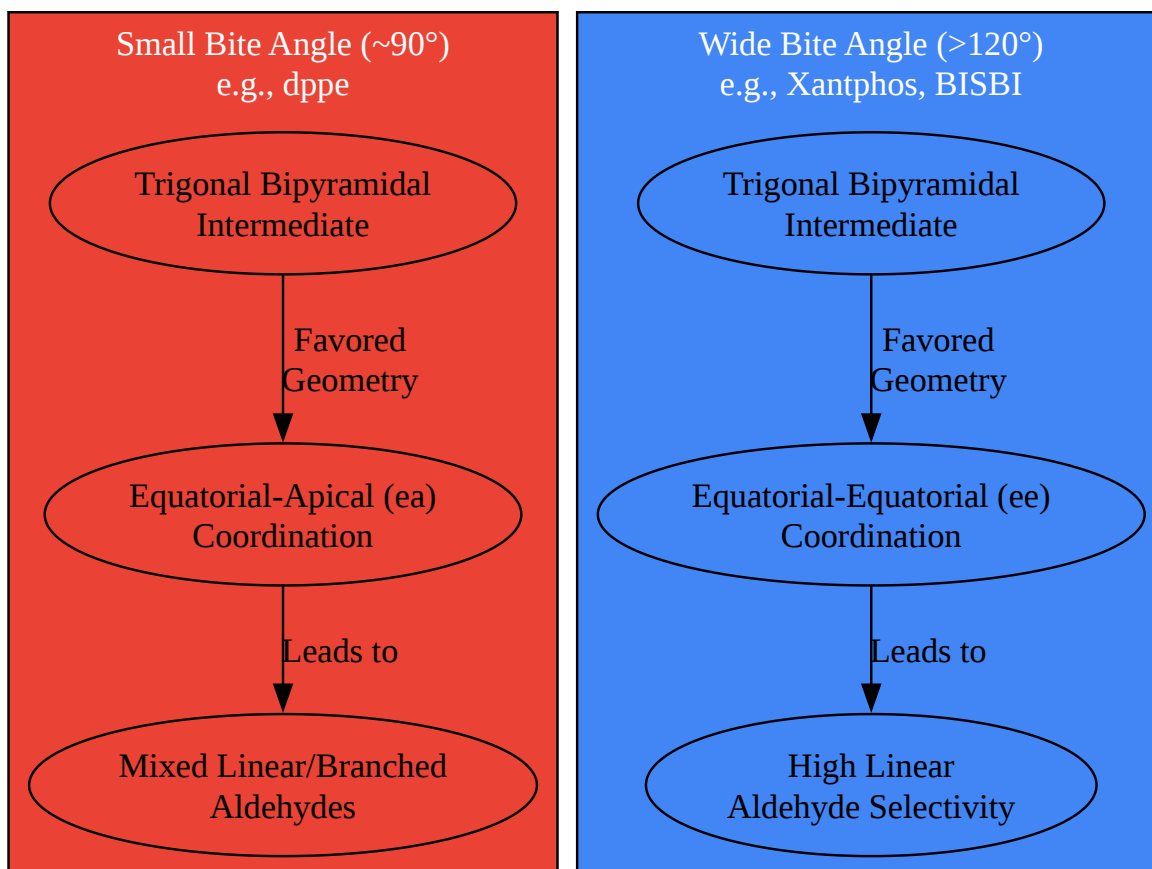 Small Bite Angle (~90°)
e.g., dppe
Trigonal Bipyramidal
Intermediate
Favored
Geometry
Equatorial-Apical (ea)
Coordination
Leads to
Mixed Linear/Branched
Aldehydes
Wide Bite Angle (>120°)
e.g., Xantphos, BISBI
Trigonal Bipyramidal
Intermediate
Favored
Geometry
Equatorial-Equatorial (ee)
Coordination
Leads to
High Linear
Aldehyde Selectivity